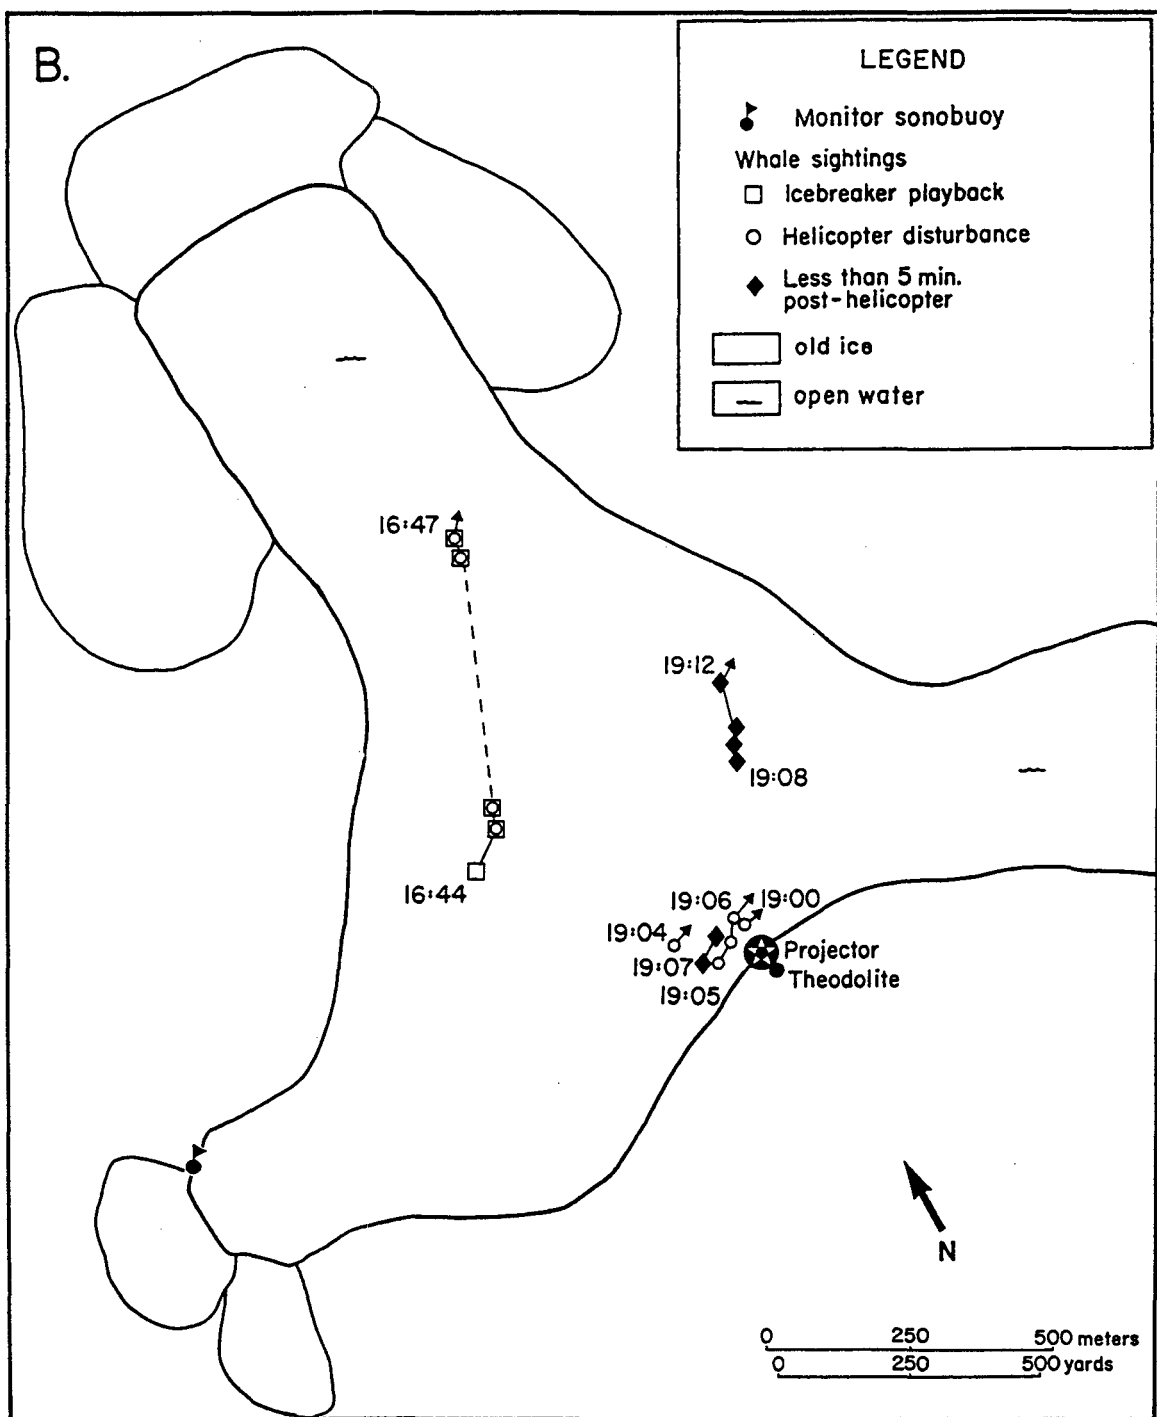 B.
LEGEND
Monitor sonobuoy
Whale sightings
Icebreaker playback
Helicopter disturbance
Less than 5 min.
post-helicopter
old ice
open water
16:47
19:12
19:08
16:44
19:06
19:00
19:04
19:07
19:05
Projector
Theodolite
N
0 250 500 meters
0 250 500 yards